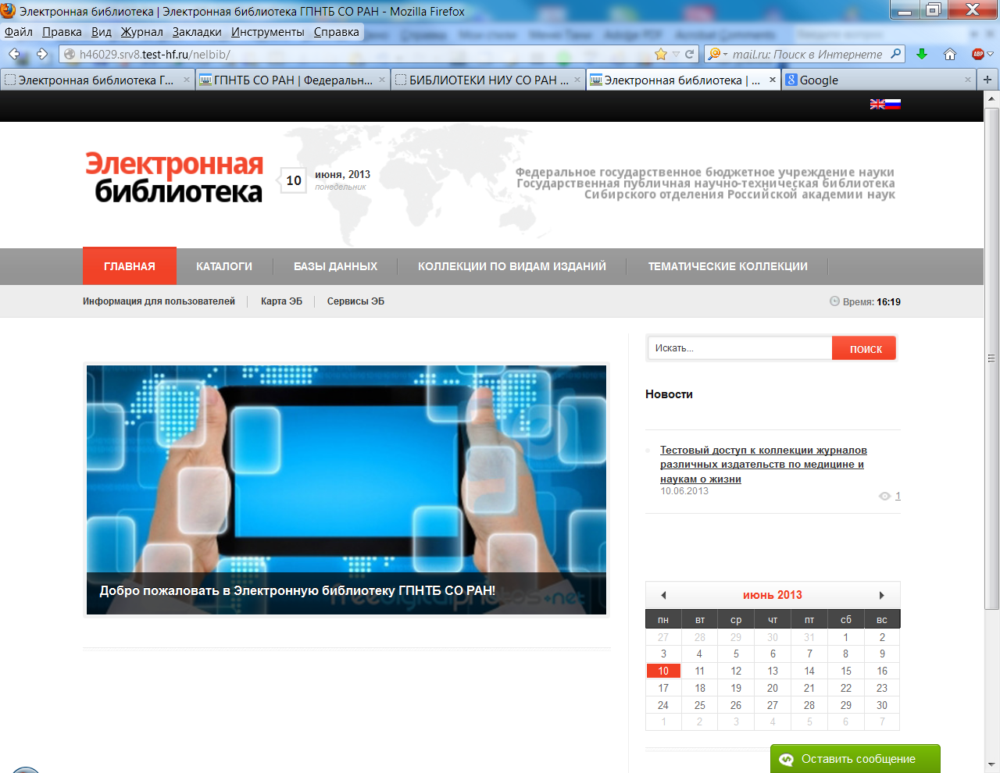 Электронная библиотека | Электронная библиотека ГПНТБ СО РАН - Mozilla Firefox
Файл Правка Вид Журнал Закладки Инструменты Справка
h46029.srv8.test-hf.ru/nelbib/
mail.ru: Поиск в Интернете
ABP
Электронная библиотека Г...
ГПНТБ СО РАН | Федеральн...
БИБЛИОТЕКИ НИУ СО РАН ...
Электронная библиотека | ...
Google
Электронная
библиотека
10
июня, 2013
понедельник
Федеральное государственное бюджетное учреждение науки
Государственная публичная научно-техническая библиотека
Сибирского отделения Российской академии наук
ГЛАВНАЯ КАТАЛОГИ БАЗЫ ДАННЫХ КОЛЛЕКЦИИ ПО ВИДАМ ИЗДАНИЙ ТЕМАТИЧЕСКИЕ КОЛЛЕКЦИИ
Информация для пользователей Карта ЭБ Сервисы ЭБ
Время: 16:19
Искать...
ПОИСК
Новости
Тестовый доступ к коллекции журналов
различных издательств по медицине и
наукам о жизни
10.06.2013
1
Добро пожаловать в Электронную библиотеку ГПНТБ СО РАН!
freedigitalphotos.net
июнь 2013
пн вт ср чт пт сб вс
27 28 29 30 31 1 2
3 4 5 6 7 8 9
10 11 12 13 14 15 16
17 18 19 20 21 22 23
24 25 26 27 28 29 30
1 2 3 4 5 6 7
Оставить сообщение